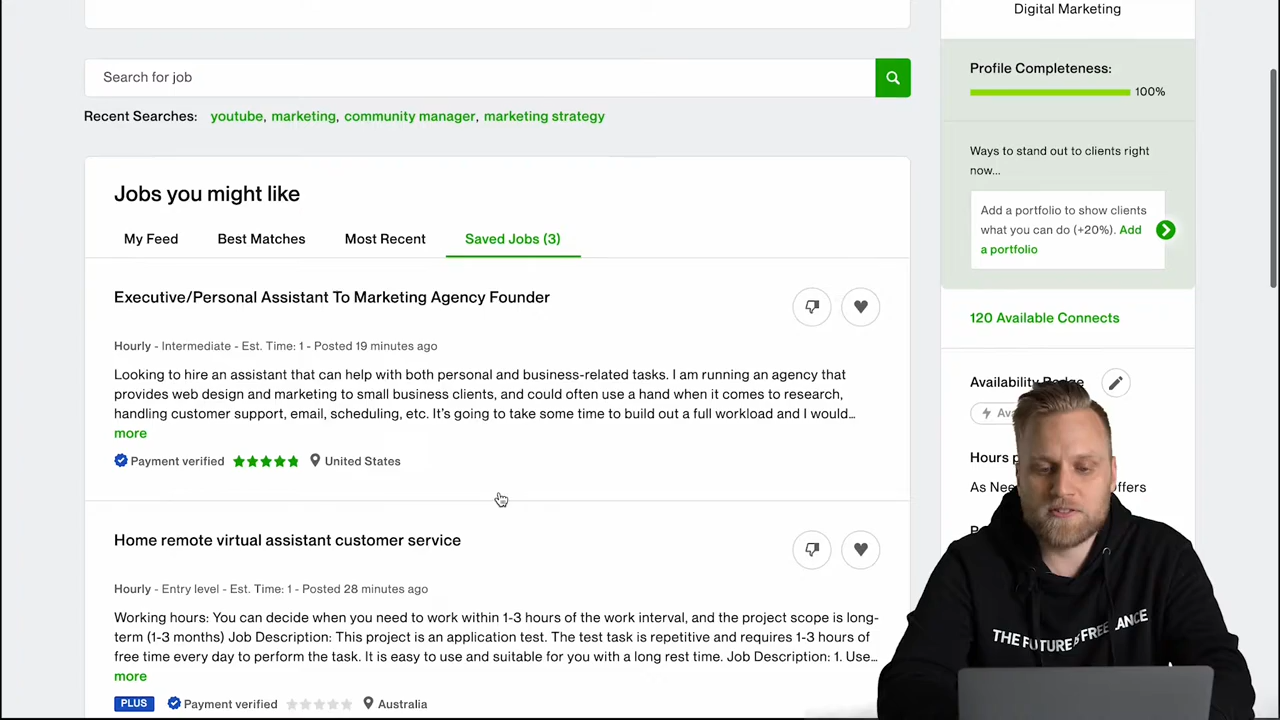 Digital Marketing
Search for job
Profile Completeness:
100%
Recent Searches: youtube, marketing, community manager, marketing strategy
Ways to stand out to clients right
now...
Jobs you might like
Add a portfolio to show clients
what you can do (+20%). Add
a portfolio
My Feed Best Matches Most Recent Saved Jobs (3)
Executive/Personal Assistant To Marketing Agency Founder
120 Available Connects
Hourly - Intermediate - Est. Time: 1 - Posted 19 minutes ago
Looking to hire an assistant that can help with both personal and business-related tasks. I am running an agency that
provides web design and marketing to small business clients, and could often use a hand when it comes to research,
handling customer support, email, scheduling, etc. It's going to take some time to build out a full workload and I would...
more
Payment verified United States
Availability Badge
Hours
As
Home remote virtual assistant customer service
Hourly - Entry level - Est. Time: 1 - Posted 28 minutes ago
Working hours: You can decide when you need to work within 1-3 hours of the work interval, and the project scope is long-
term (1-3 months) Job Description: This project is an application test. The test task is repetitive and requires 1-3 hours of
free time every day to perform the task. It is easy to use and suitable for you with a long rest time. Job Description: 1. Use...
more
PLUS Payment verified Australia
THE FUTURE OF FREELANCE